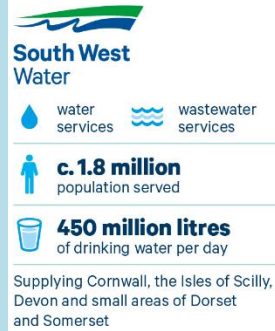 South West
Water
water
services
wastewater
services
c. 1.8 million
population served
450 million litres
of drinking water per day
Supplying Cornwall, the Isles of Scilly,
Devon and small areas of Dorset
and Somerset